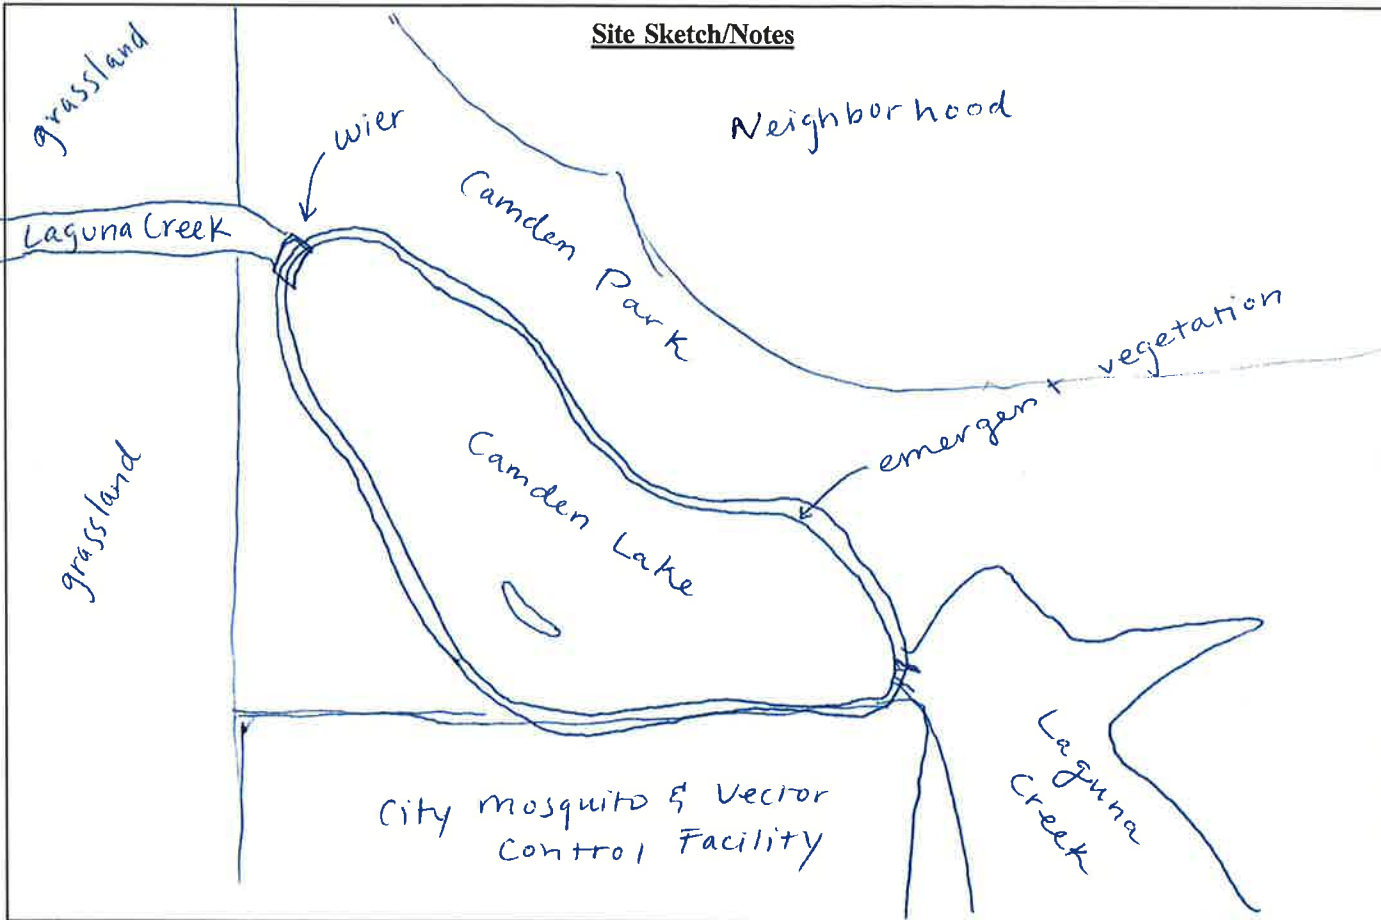 Site Sketch/Notes
grassland
wier
Neighborhood
Laguna Creek
Camden Park
vegetation
emergen
Camden Lake
grassland
Laguna
Creek
City Mosquito & Vector
Control Facility